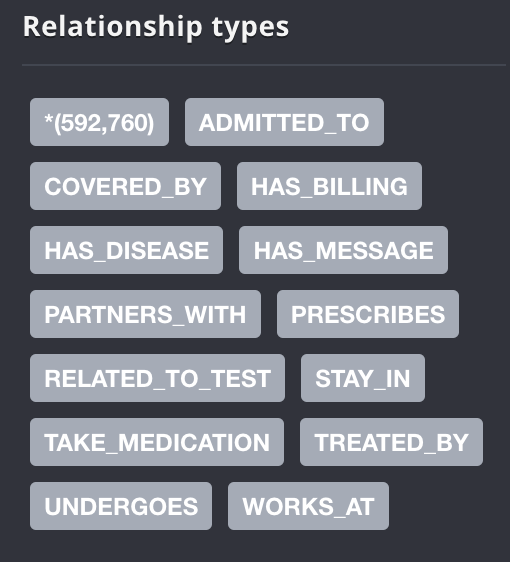 Relationship types
*(592,760) ADMITTED_TO
COVERED_BY HAS_BILLING
HAS_DISEASE HAS_MESSAGE
PARTNERS_WITH PRESCRIBES
RELATED_TO_TEST STAY_IN
TAKE_MEDICATION TREATED_BY
UNDERGOES WORKS_AT